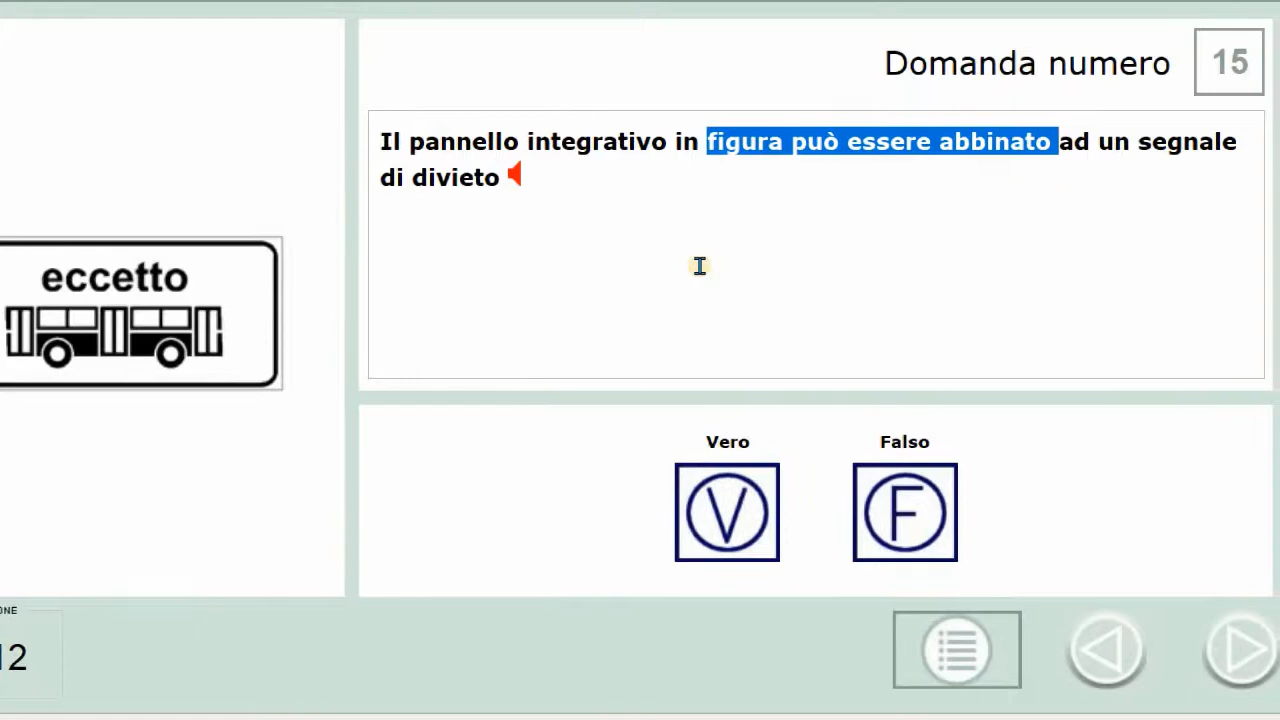 Domanda numero 15
Il pannello integrativo in figura può essere abbinato ad un segnale
di divieto
eccetto
Vero Falso
V F
12